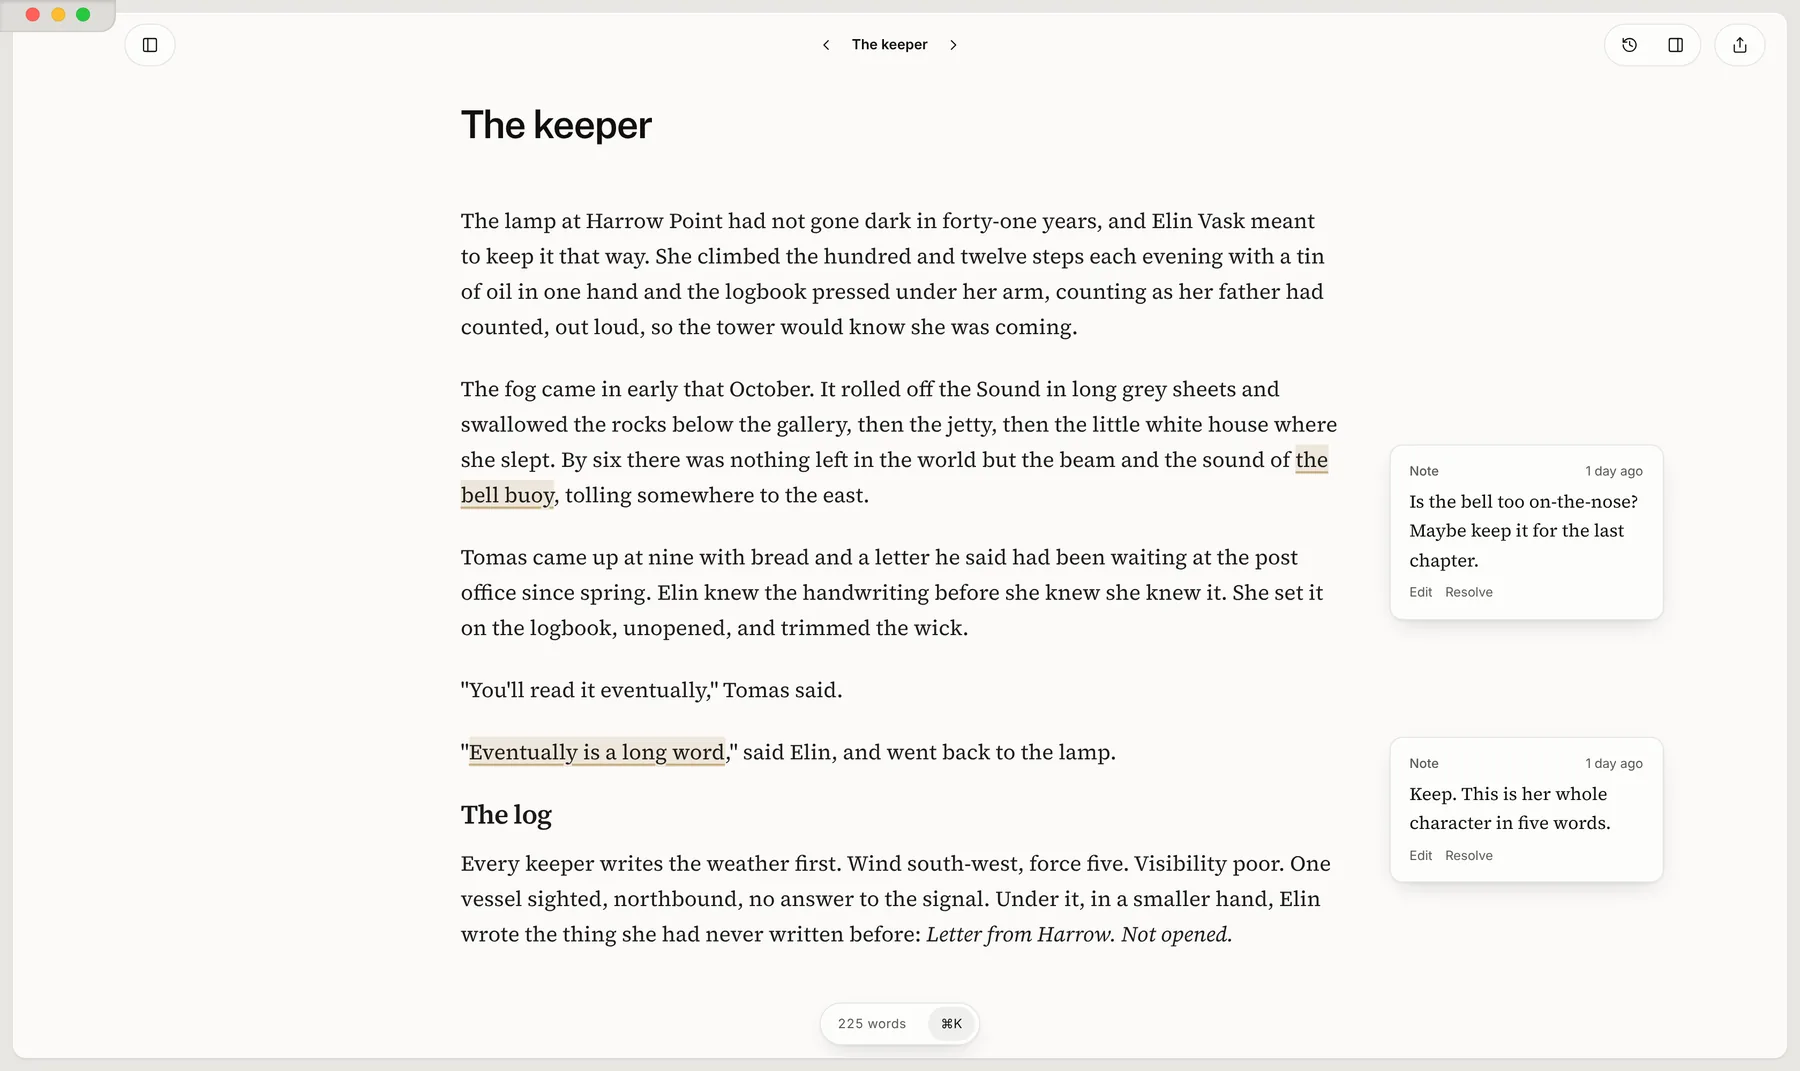 The keeper
The keeper
The lamp at Harrow Point had not gone dark in forty-one years, and Elin Vask meant
to keep it that way. She climbed the hundred and twelve steps each evening with a tin
of oil in one hand and the logbook pressed under her arm, counting as her father had
counted, out loud, so the tower would know she was coming.
The fog came in early that October. It rolled off the Sound in long grey sheets and
swallowed the rocks below the gallery, then the jetty, then the little white house where
she slept. By six there was nothing left in the world but the beam and the sound of the
bell buoy, tolling somewhere to the east.
Note
1 day ago
Is the bell too on-the-nose?
Maybe keep it for the last
chapter.
Edit Resolve
Tomas came up at nine with bread and a letter he said had been waiting at the post
office since spring. Elin knew the handwriting before she knew she knew it. She set it
on the logbook, unopened, and trimmed the wick.
"You'll read it eventually," Tomas said.
"Eventually is a long word," said Elin, and went back to the lamp.
Note
1 day ago
Keep. This is her whole
character in five words.
Edit Resolve
The log
Every keeper writes the weather first. Wind south-west, force five. Visibility poor. One
vessel sighted, northbound, no answer to the signal. Under it, in a smaller hand, Elin
wrote the thing she had never written before: Letter from Harrow. Not opened.
225 words
⌘K